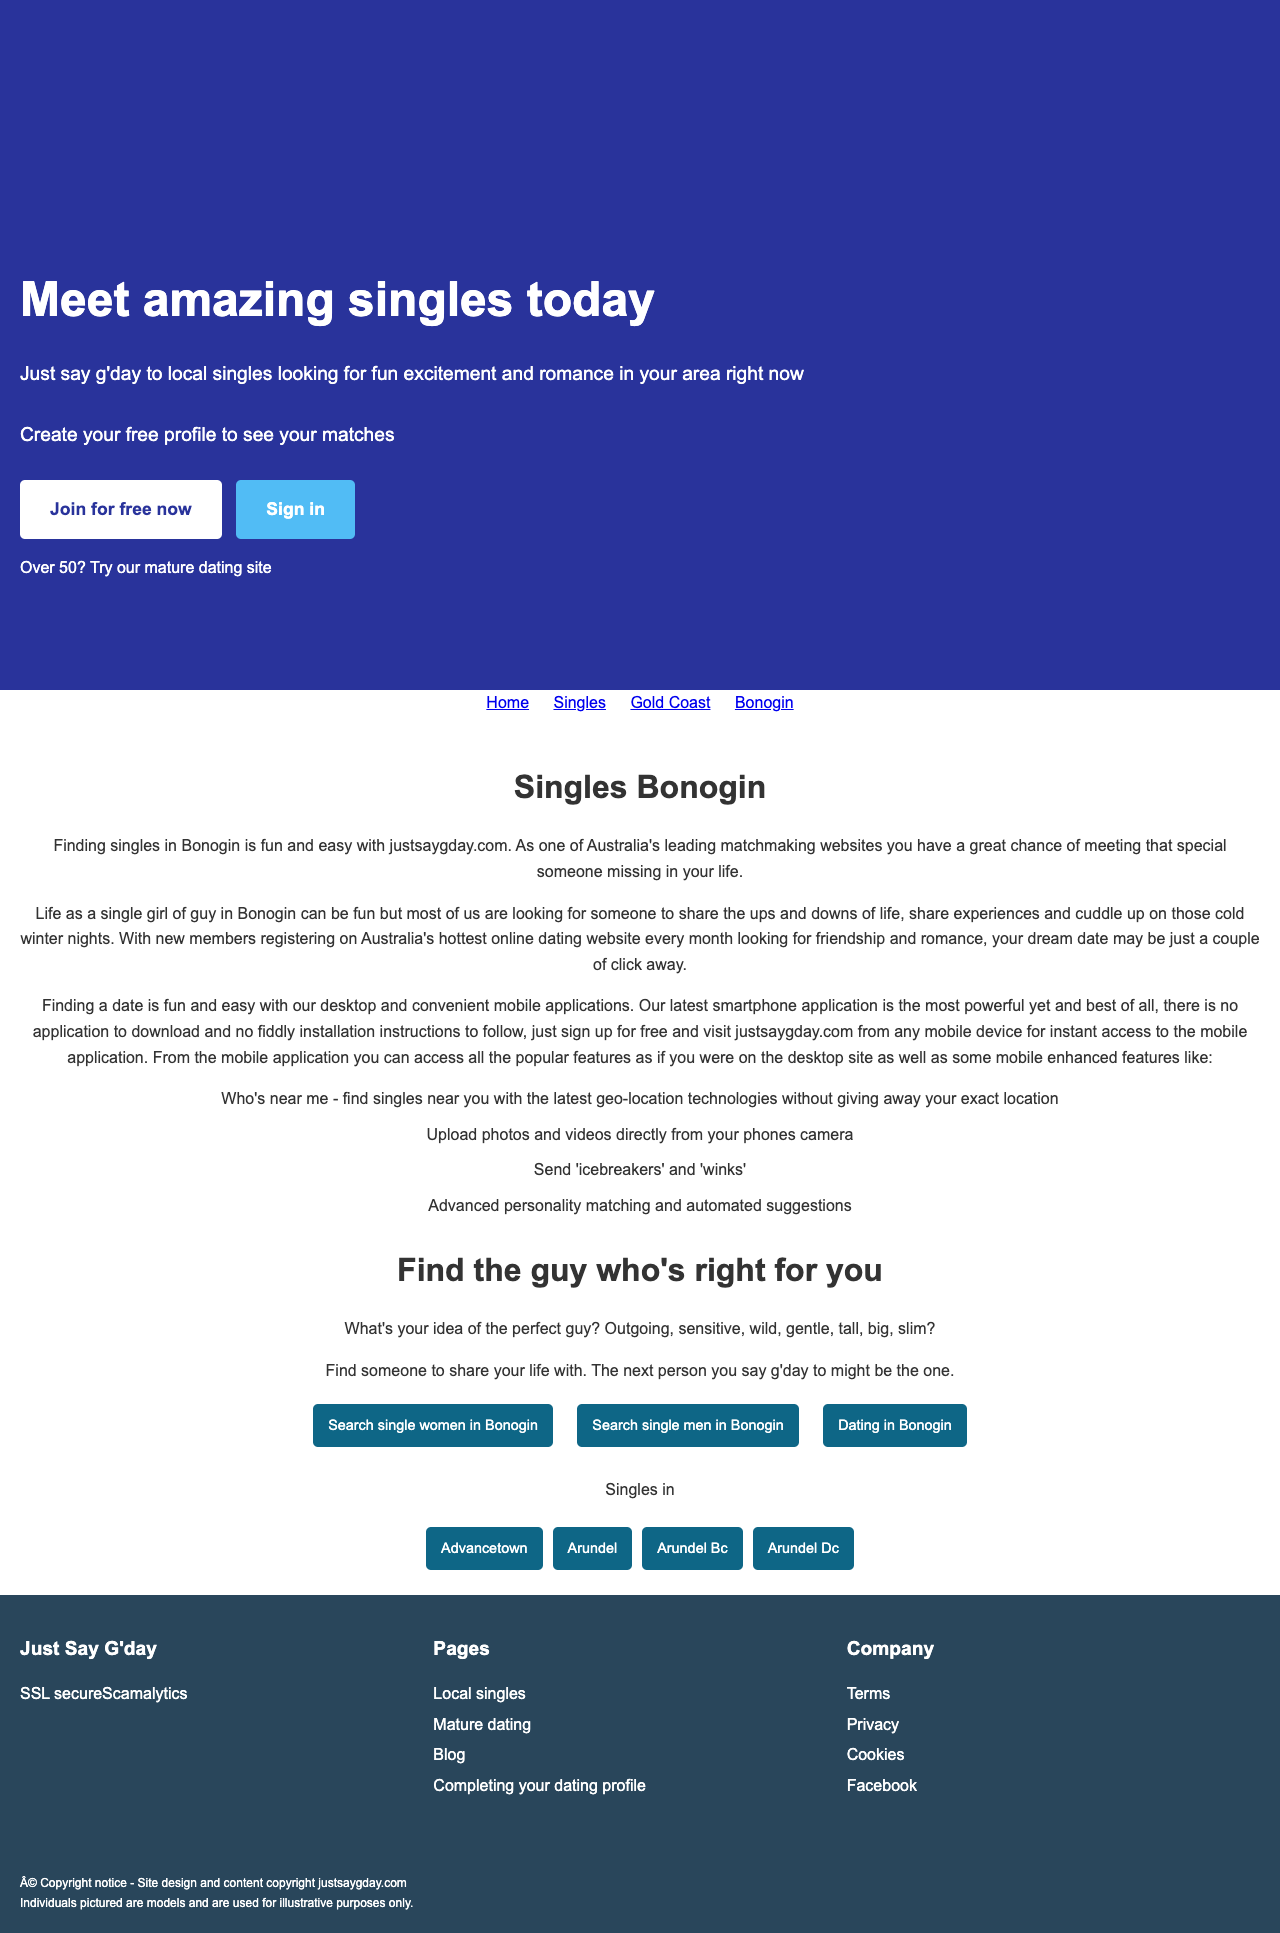 Meet amazing singles today
Just say g'day to local singles looking for fun excitement and romance in your area right now
Create your free profile to see your matches
Join for free now
Sign in
Over 50? Try our mature dating site
Home Singles Gold Coast Bonogin
Singles Bonogin
Finding singles in Bonogin is fun and easy with justsaygday.com. As one of Australia's leading matchmaking websites you have a great chance of meeting that special
someone missing in your life.
Life as a single girl of guy in Bonogin can be fun but most of us are looking for someone to share the ups and downs of life, share experiences and cuddle up on those cold
winter nights. With new members registering on Australia's hottest online dating website every month looking for friendship and romance, your dream date may be just a couple
of click away.
Finding a date is fun and easy with our desktop and convenient mobile applications. Our latest smartphone application is the most powerful yet and best of all, there is no
application to download and no fiddly installation instructions to follow, just sign up for free and visit justsaygday.com from any mobile device for instant access to the mobile
application. From the mobile application you can access all the popular features as if you were on the desktop site as well as some mobile enhanced features like:
Who's near me - find singles near you with the latest geo-location technologies without giving away your exact location
Upload photos and videos directly from your phones camera
Send 'icebreakers' and 'winks'
Advanced personality matching and automated suggestions
Find the guy who's right for you
What's your idea of the perfect guy? Outgoing, sensitive, wild, gentle, tall, big, slim?
Find someone to share your life with. The next person you say g'day to might be the one.
Search single women in Bonogin
Search single men in Bonogin
Dating in Bonogin
Singles in
Advancetown
Arundel
Arundel Bc
Arundel Dc
Just Say G'day
SSL secureScamalytics
Pages
Local singles
Mature dating
Blog
Completing your dating profile
Company
Terms
Privacy
Cookies
Facebook
Â© Copyright notice - Site design and content copyright justsaygday.com
Individuals pictured are models and are used for illustrative purposes only.